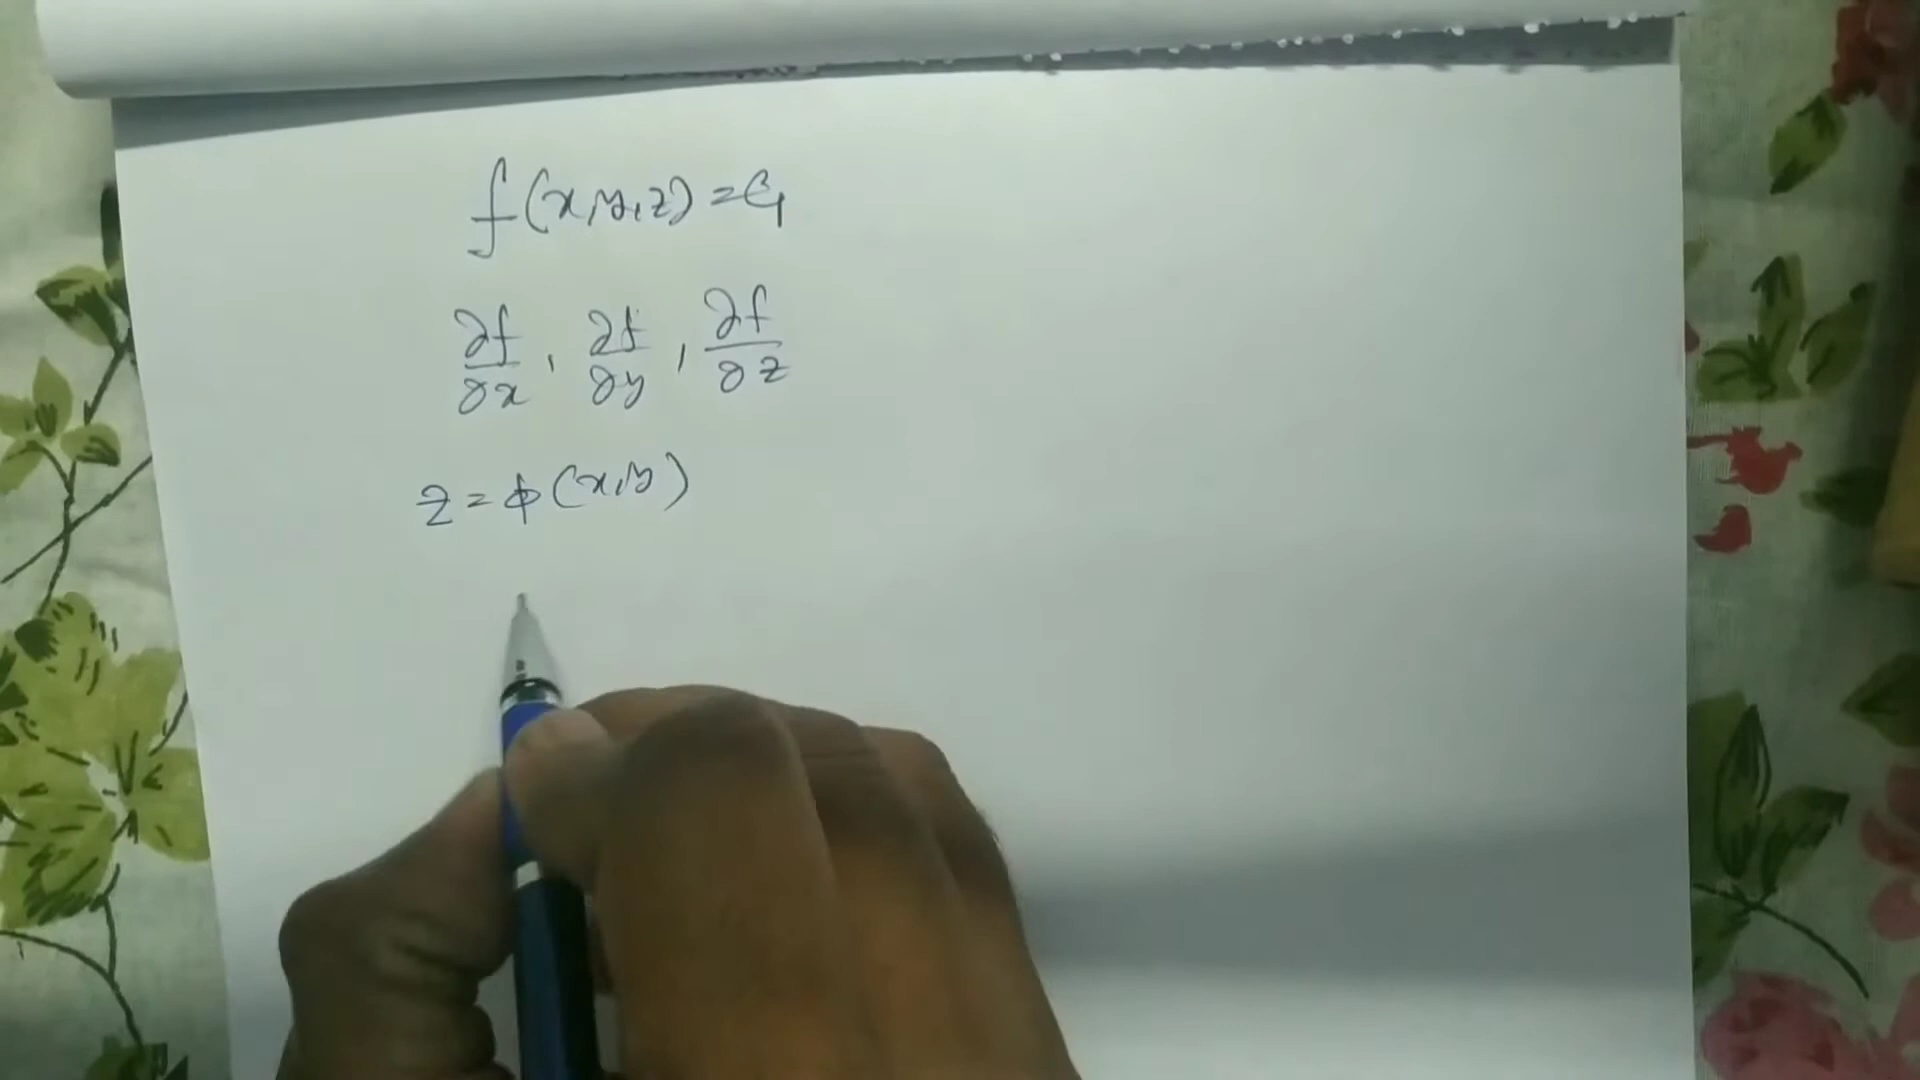 f(x,y,z) = c₁
∂f/∂x , ∂f/∂y , ∂f/∂z
z = ϕ(x,y)